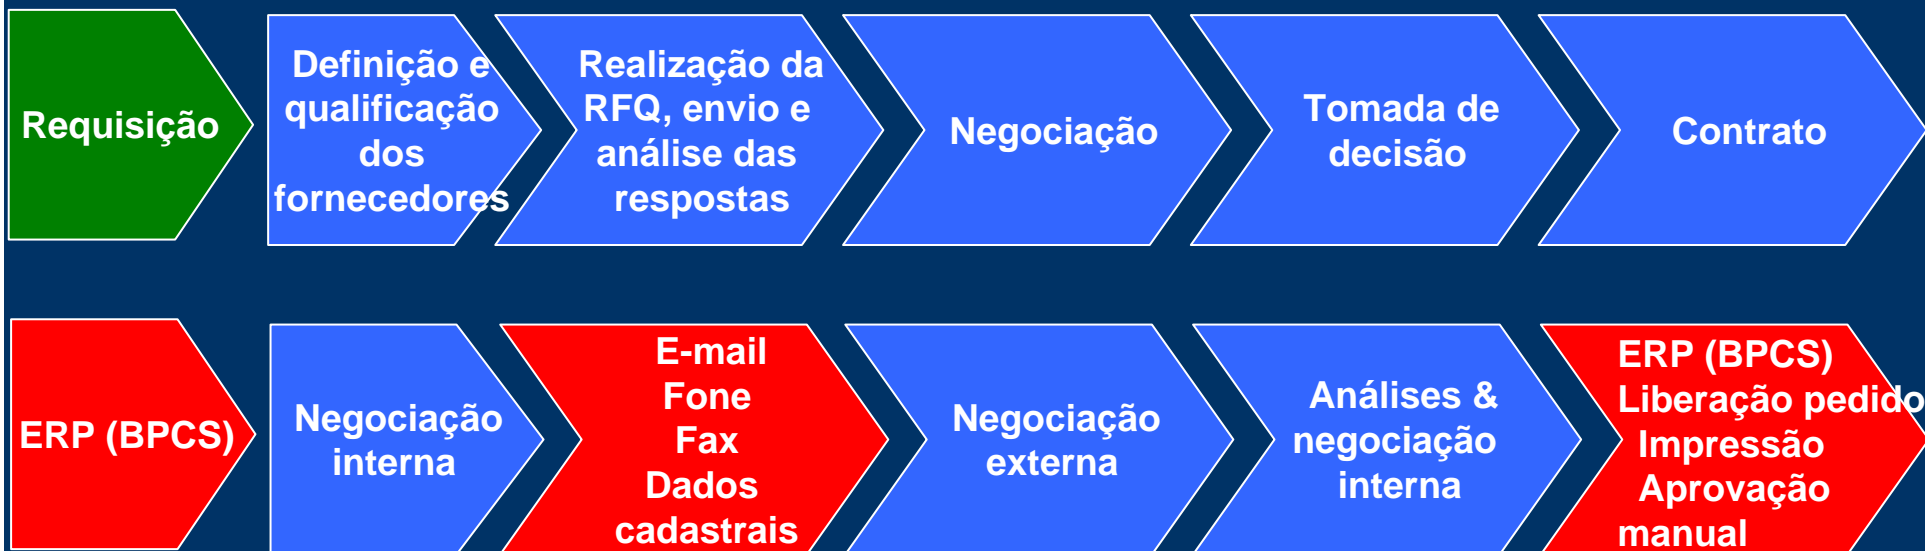 Requisição
Definição e
qualificação
dos
fornecedores
Realização da
RFQ, envio e
análise das
respostas
Negociação
Tomada de
decisão
Contrato
ERP (BPCS)
Negociação
interna
E-mail
Fone
Fax
Dados
cadastrais
Negociação
externa
Análises &
negociação
interna
ERP (BPCS)
Liberação pedido
Impressão
Aprovação
manual